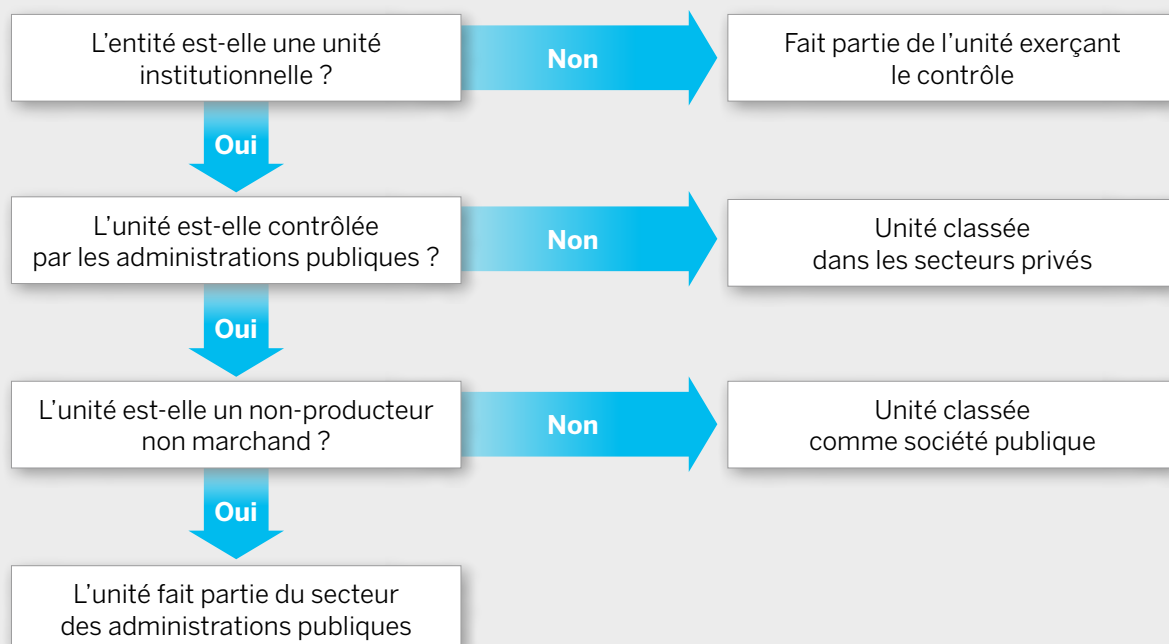 L'entité est-elle une unité
institutionnelle ?
Non
Fait partie de l'unité exerçant
le contrôle
Oui
L'unité est-elle contrôlée
par les administrations publiques ?
Non
Unité classée
dans les secteurs privés
Oui
L'unité est-elle un non-producteur
non marchand ?
Non
Unité classée
comme société publique
Oui
L'unité fait partie du secteur
des administrations publiques